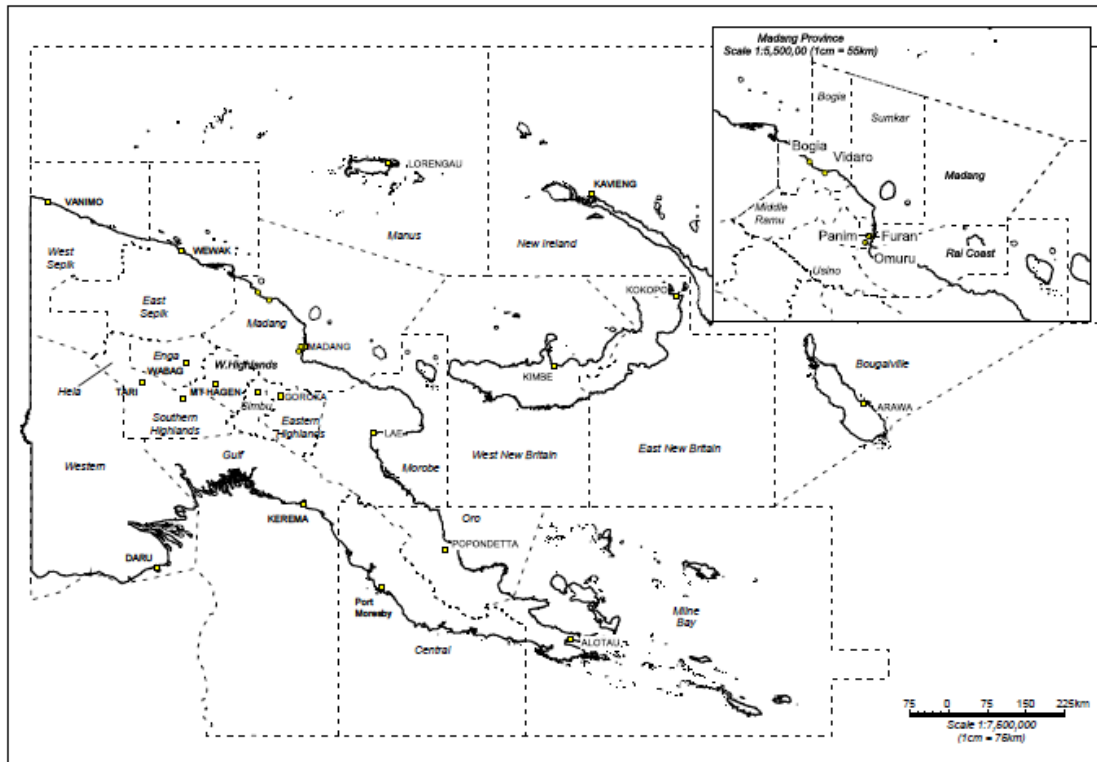 Madang Province
Scale 1:5,500,00 (1cm = 55km)
Bogia
Sumkar
Bogia
Vidaro
Madang
Middle
Ramu
Panim
Furan
Omuru
Rai Coast
Usino
LORENGAU
KAVIENG
VANIMO
Manus
New Ireland
WEWAK
West
Sepik
KOKOPO
East
Sepik
Madang
MADANG
Bougalville
Enga
WABAG
W.Highlands
KIMBE
Hela
TARI
MT HAGEN
Simbu
GOROKA
ARAWA
Southern
Highlands
Eastern
Highlands
LAE
Western
Gulf
Morobe
West New Britain
East New Britain
KEREMA
Oro
POPONDETTA
DARU
Port
Moresby
Milne
Bay
ALOTAU
Central
75 0 75 150 225km
Scale 1:7,500,000
(1cm = 75km)